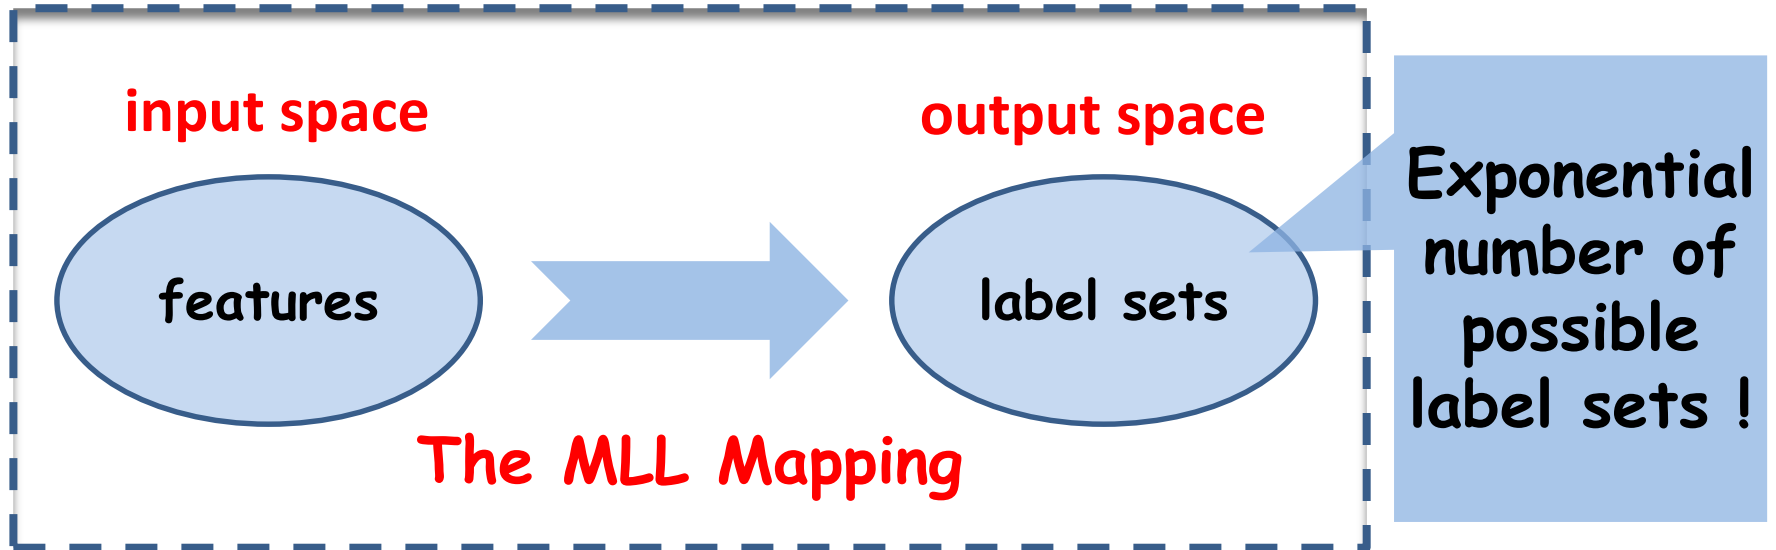 input space
output space
features
label sets
The MLL Mapping
Exponential
number of
possible
label sets !